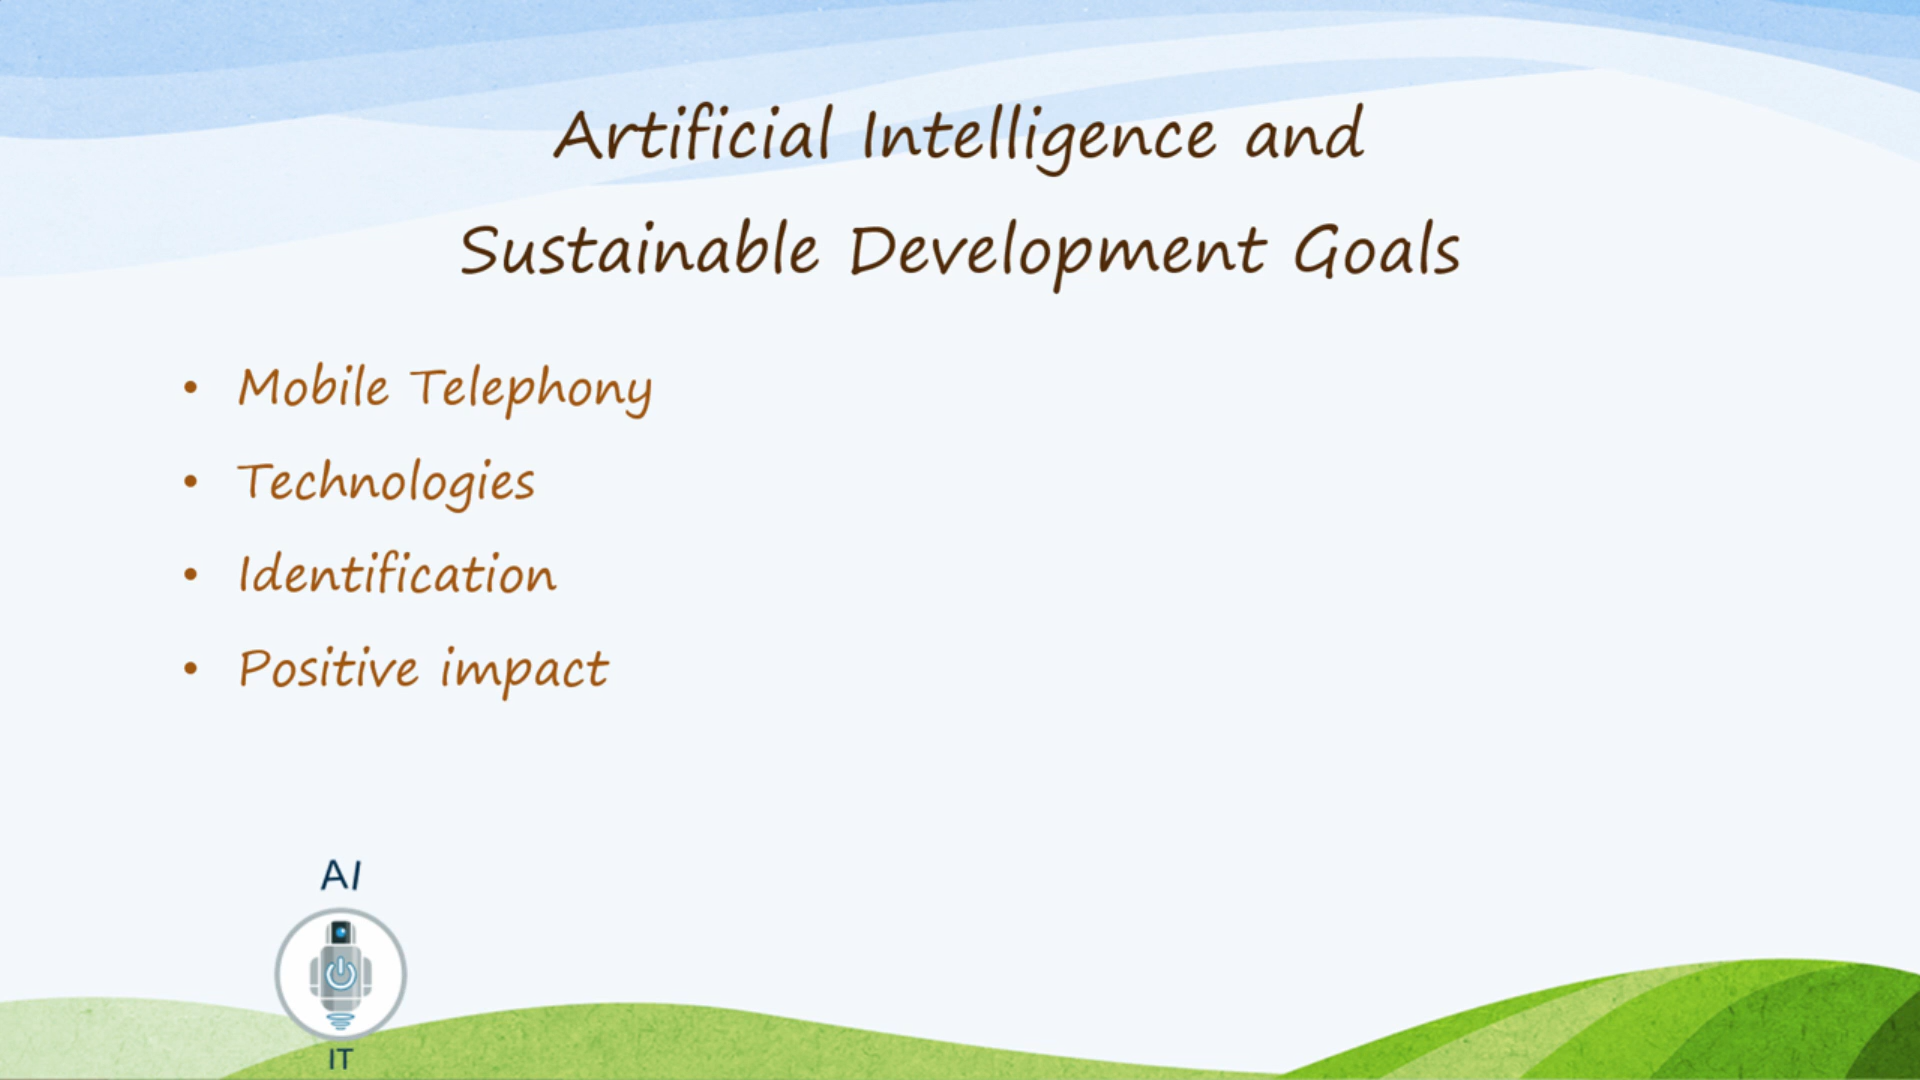 Artificial Intelligence and
Sustainable Development Goals
• Mobile Telephony
• Technologies
• Identification
• Positive impact
AI
IT